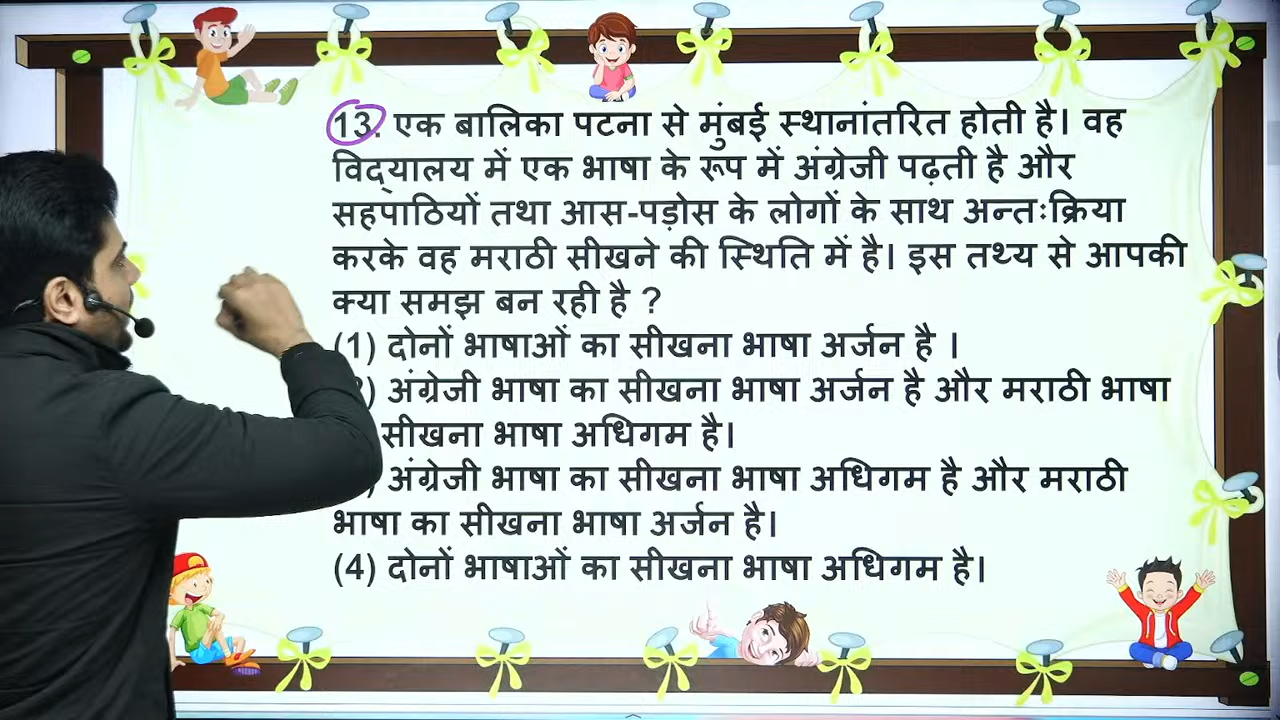 13. एक बालिका पटना से मुंबई स्थानांतरित होती है। वह
विद्यालय में एक भाषा के रूप में अंग्रेजी पढ़ती है और
सहपाठियों तथा आस-पड़ोस के लोगों के साथ अन्तःक्रिया
करके वह मराठी सीखने की स्थिति में है। इस तथ्य से आपकी
क्या समझ बन रही है ?
(1) दोनों भाषाओं का सीखना भाषा अर्जन है ।
) अंग्रेजी भाषा का सीखना भाषा अर्जन है और मराठी भाषा
सीखना भाषा अधिगम है।
) अंग्रेजी भाषा का सीखना भाषा अधिगम है और मराठी
भाषा का सीखना भाषा अर्जन है।
(4) दोनों भाषाओं का सीखना भाषा अधिगम है।